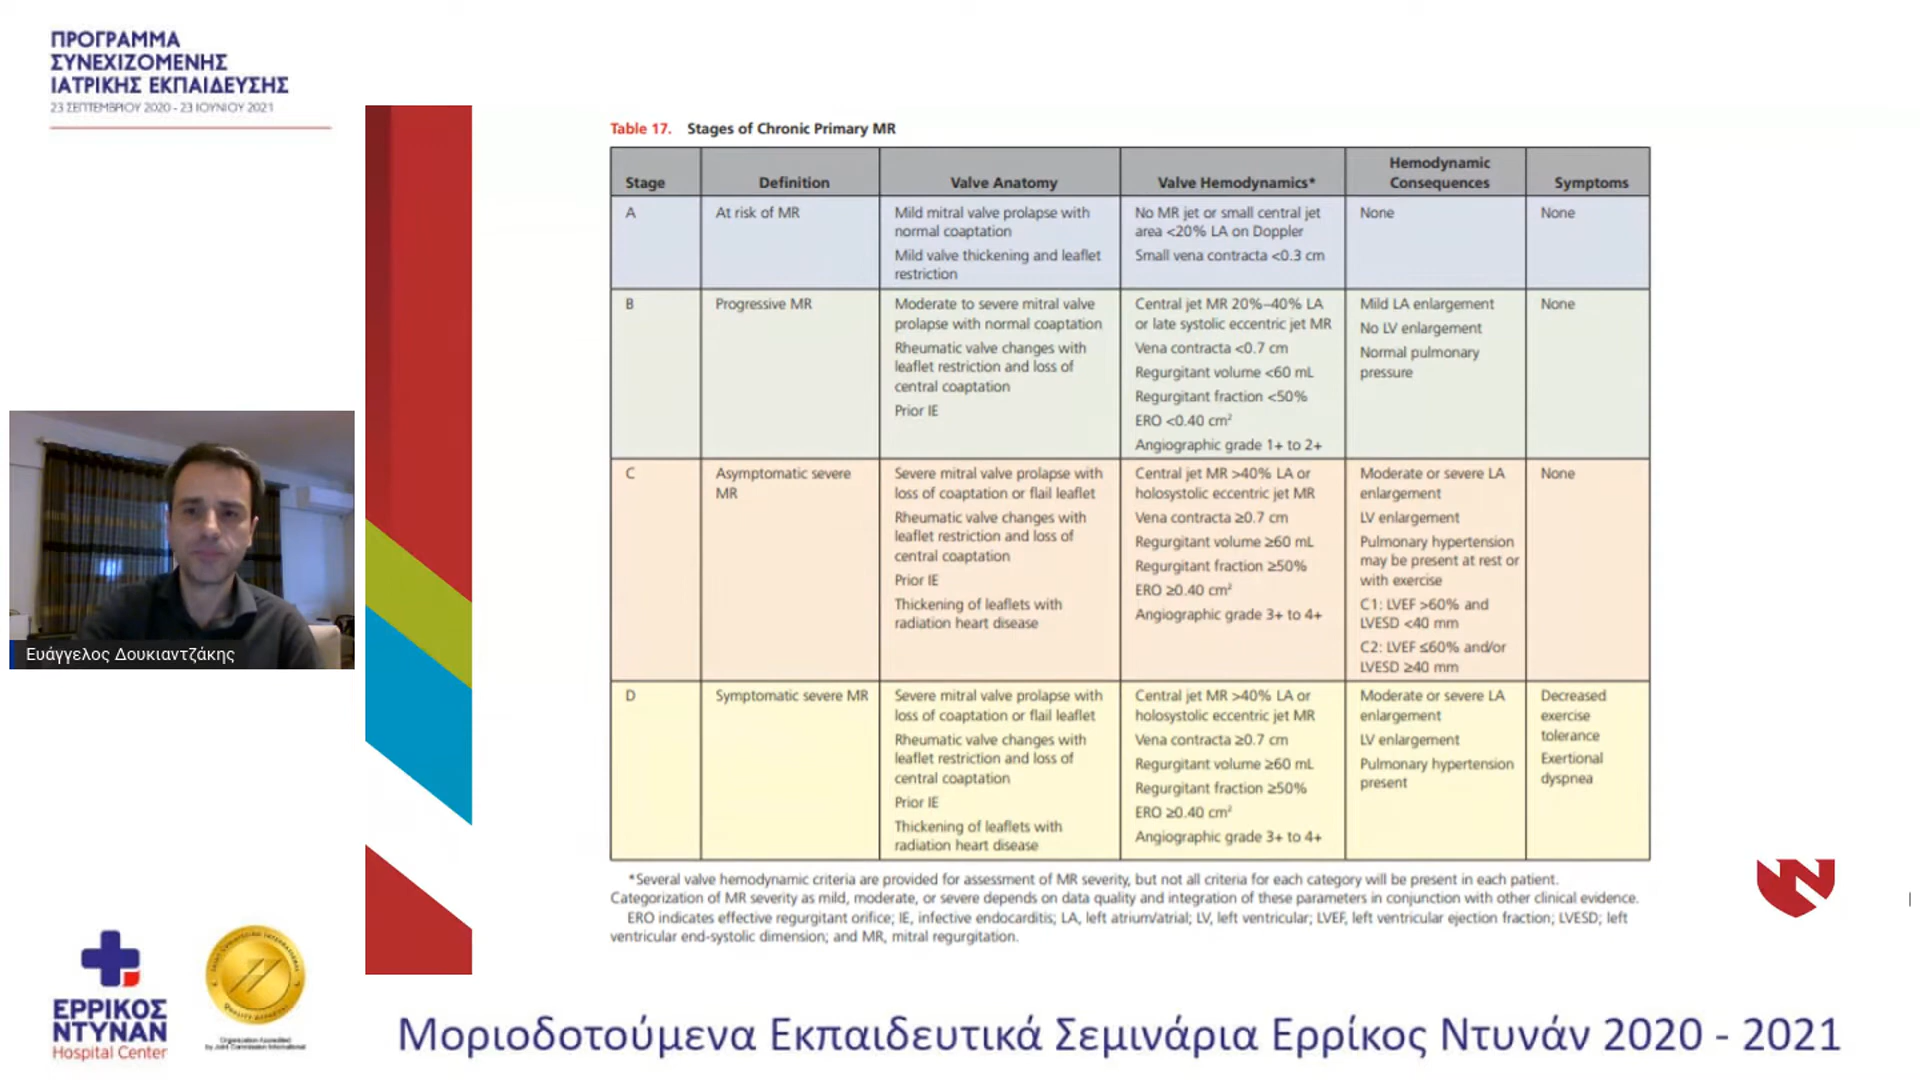 ΠΡΟΓΡΑΜΜΑ
ΣΥΝΕΧΙΖΟΜΕΝΗΣ
ΙΑΤΡΙΚΗΣ ΕΚΠΑΙΔΕΥΣΗΣ
23 ΣΕΠΤΕΜΒΡΙΟΥ 2020 - 23 ΙΟΥΝΙΟΥ 2021
Table 17. Stages of Chronic Primary MR
Stage
Definition
Valve Anatomy
Valve Hemodynamics*
Hemodynamic
Consequences
Symptoms
A
At risk of MR
Mild mitral valve prolapse with
normal coaptation
Mild valve thickening and leaflet
restriction
No MR jet or small central jet
area <20% LA on Doppler
Small vena contracta <0.3 cm
None
None
B
Progressive MR
Moderate to severe mitral valve
prolapse with normal coaptation
Rheumatic valve changes with
leaflet restriction and loss of
central coaptation
Prior IE
Central jet MR 20%–40% LA
or late systolic eccentric jet MR
Vena contracta <0.7 cm
Regurgitant volume <60 mL
Regurgitant fraction <50%
ERO <0.40 cm²
Angiographic grade 1+ to 2+
Mild LA enlargement
No LV enlargement
Normal pulmonary
pressure
None
C
Asymptomatic severe
MR
Severe mitral valve prolapse with
loss of coaptation or flail leaflet
Rheumatic valve changes with
leaflet restriction and loss of
central coaptation
Prior IE
Thickening of leaflets with
radiation heart disease
Central jet MR >40% LA or
holosystolic eccentric jet MR
Vena contracta ≥0.7 cm
Regurgitant volume ≥60 mL
Regurgitant fraction ≥50%
ERO ≥0.40 cm²
Angiographic grade 3+ to 4+
Moderate or severe LA
enlargement
LV enlargement
Pulmonary hypertension
may be present at rest or
with exercise
C1: LVEF >60% and
LVESD <40 mm
C2: LVEF ≤60% and/or
LVESD ≥40 mm
None
D
Symptomatic severe MR
Severe mitral valve prolapse with
loss of coaptation or flail leaflet
Rheumatic valve changes with
leaflet restriction and loss of
central coaptation
Prior IE
Thickening of leaflets with
radiation heart disease
Central jet MR >40% LA or
holosystolic eccentric jet MR
Vena contracta ≥0.7 cm
Regurgitant volume ≥60 mL
Regurgitant fraction ≥50%
ERO ≥0.40 cm²
Angiographic grade 3+ to 4+
Moderate or severe LA
enlargement
LV enlargement
Pulmonary hypertension
present
Decreased
exercise
tolerance
Exertional
dyspnea
*Several valve hemodynamic criteria are provided for assessment of MR severity, but not all criteria for each category will be present in each patient.
Categorization of MR severity as mild, moderate, or severe depends on data quality and integration of these parameters in conjunction with other clinical evidence.
ERO indicates effective regurgitant orifice; IE, infective endocarditis; LA, left atrium/atrial; LV, left ventricular; LVEF, left ventricular ejection fraction; LVESD; left
ventricular end-systolic dimension; and MR, mitral regurgitation.
Ευάγγελος Δουκιαντζάκης
ΕΡΡΙΚΟΣ
ΝΤΥΝΑΝ
Hospital Center
Organization Accredited
by Joint Commission International
Μοριοδοτούμενα Εκπαιδευτικά Σεμινάρια Ερρίκος Ντυνάν 2020 - 2021